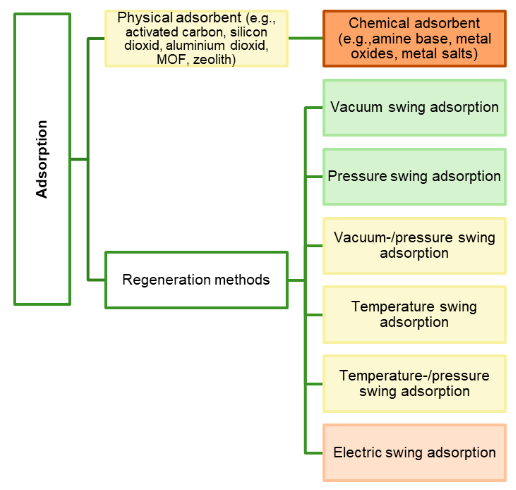 Adsorption
Physical adsorbent (e.g.,
activated carbon, silicon
dioxid, aluminium dioxid,
MOF, zeolith)
Chemical adsorbent
(e.g.,amine base, metal
oxides, metal salts)
Regeneration methods
Vacuum swing adsorption
Pressure swing adsorption
Vacuum-/pressure swing
adsorption
Temperature swing
adsorption
Temperature-/pressure
swing adsorption
Electric swing adsorption